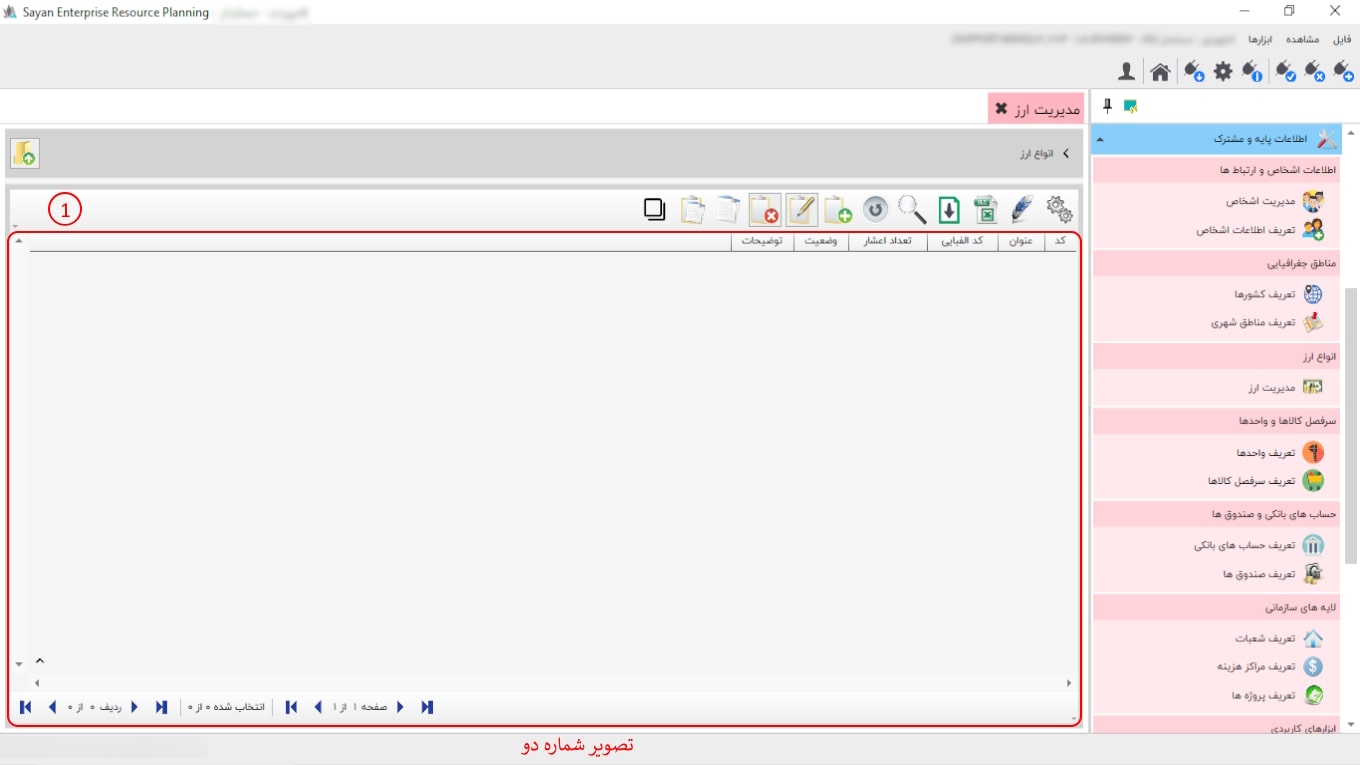 Sayan Enterprise Resource Planning
فایل مشاهده ابزارها
مدیریت ارز
انواع ارز
1
کد عنوان کد الفبایی تعداد اعشار وضعیت توضیحات
ردیف ۰ از ۰
انتخاب شده ۰ از ۰
صفحه ۱ از ۱
اطلاعات پایه و مشترک
اطلاعات اشخاص و ارتباط ها
مدیریت اشخاص
تعریف اطلاعات اشخاص
مناطق جغرافیایی
تعریف کشورها
تعریف مناطق شهری
انواع ارز
مدیریت ارز
سرفصل کالاها و واحدها
تعریف واحدها
تعریف سرفصل کالاها
حساب های بانکی و صندوق ها
تعریف حساب های بانکی
تعریف صندوق ها
لایه های سازمانی
تعریف شعبات
تعریف مراکز هزینه
تعریف پروژه ها
ابزارهای کاربردی
تصویر شماره دو